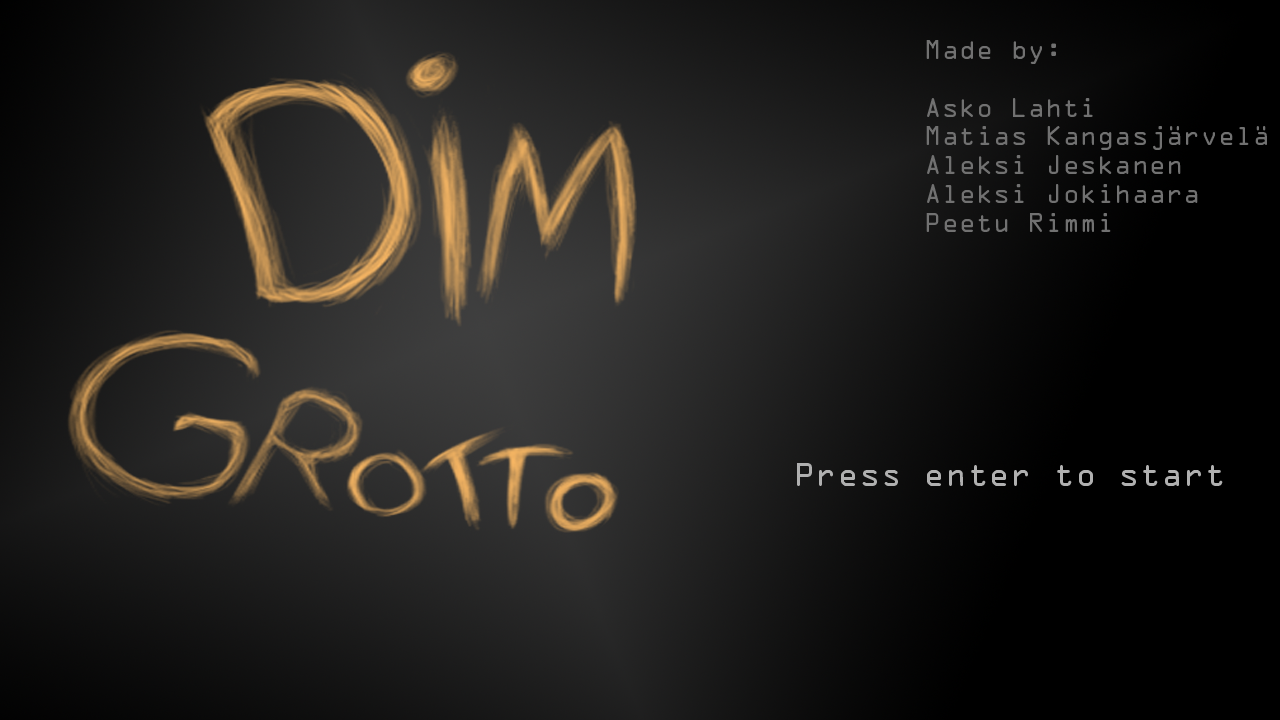 DiM
GRoTTo
Made by:
Asko Lahti
Matias Kangasjärvelä
Aleksi Jeskanen
Aleksi Jokihaara
Peetu Rimmi
Press enter to start